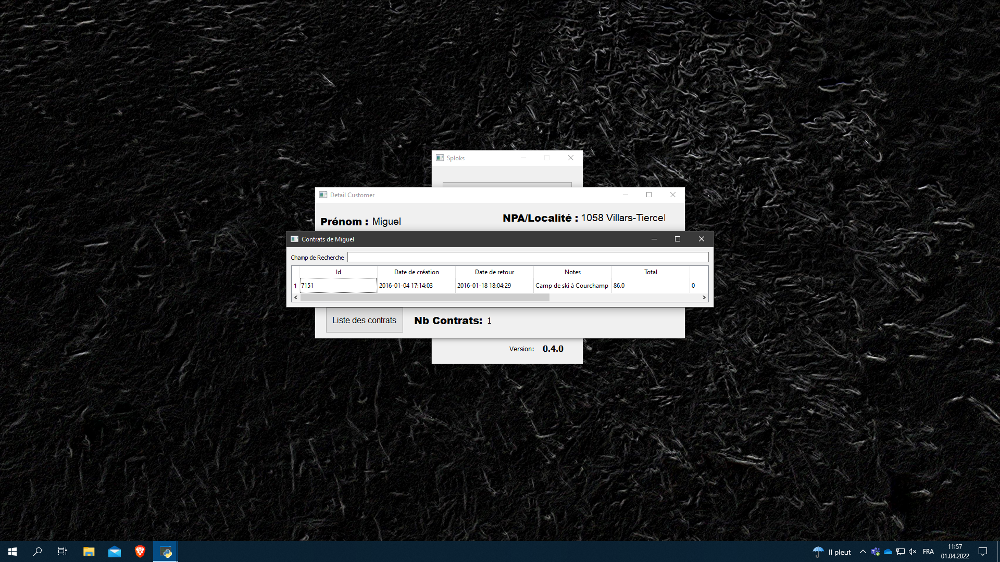 Sploks
Detail Customer
Prénom : Miguel
NPA/Localité : 1058 Villars-Tiercel
Contrats de Miguel
Champ de Recherche
Id Date de création Date de retour Notes Total
1 7151 2016-01-04 17:14:03 2016-01-18 18:04:29 Camp de ski à Courchamp 86.0 0
Liste des contrats Nb Contrats: 1
Version: 0.4.0
Il pleut FRA 11:57
01.04.2022